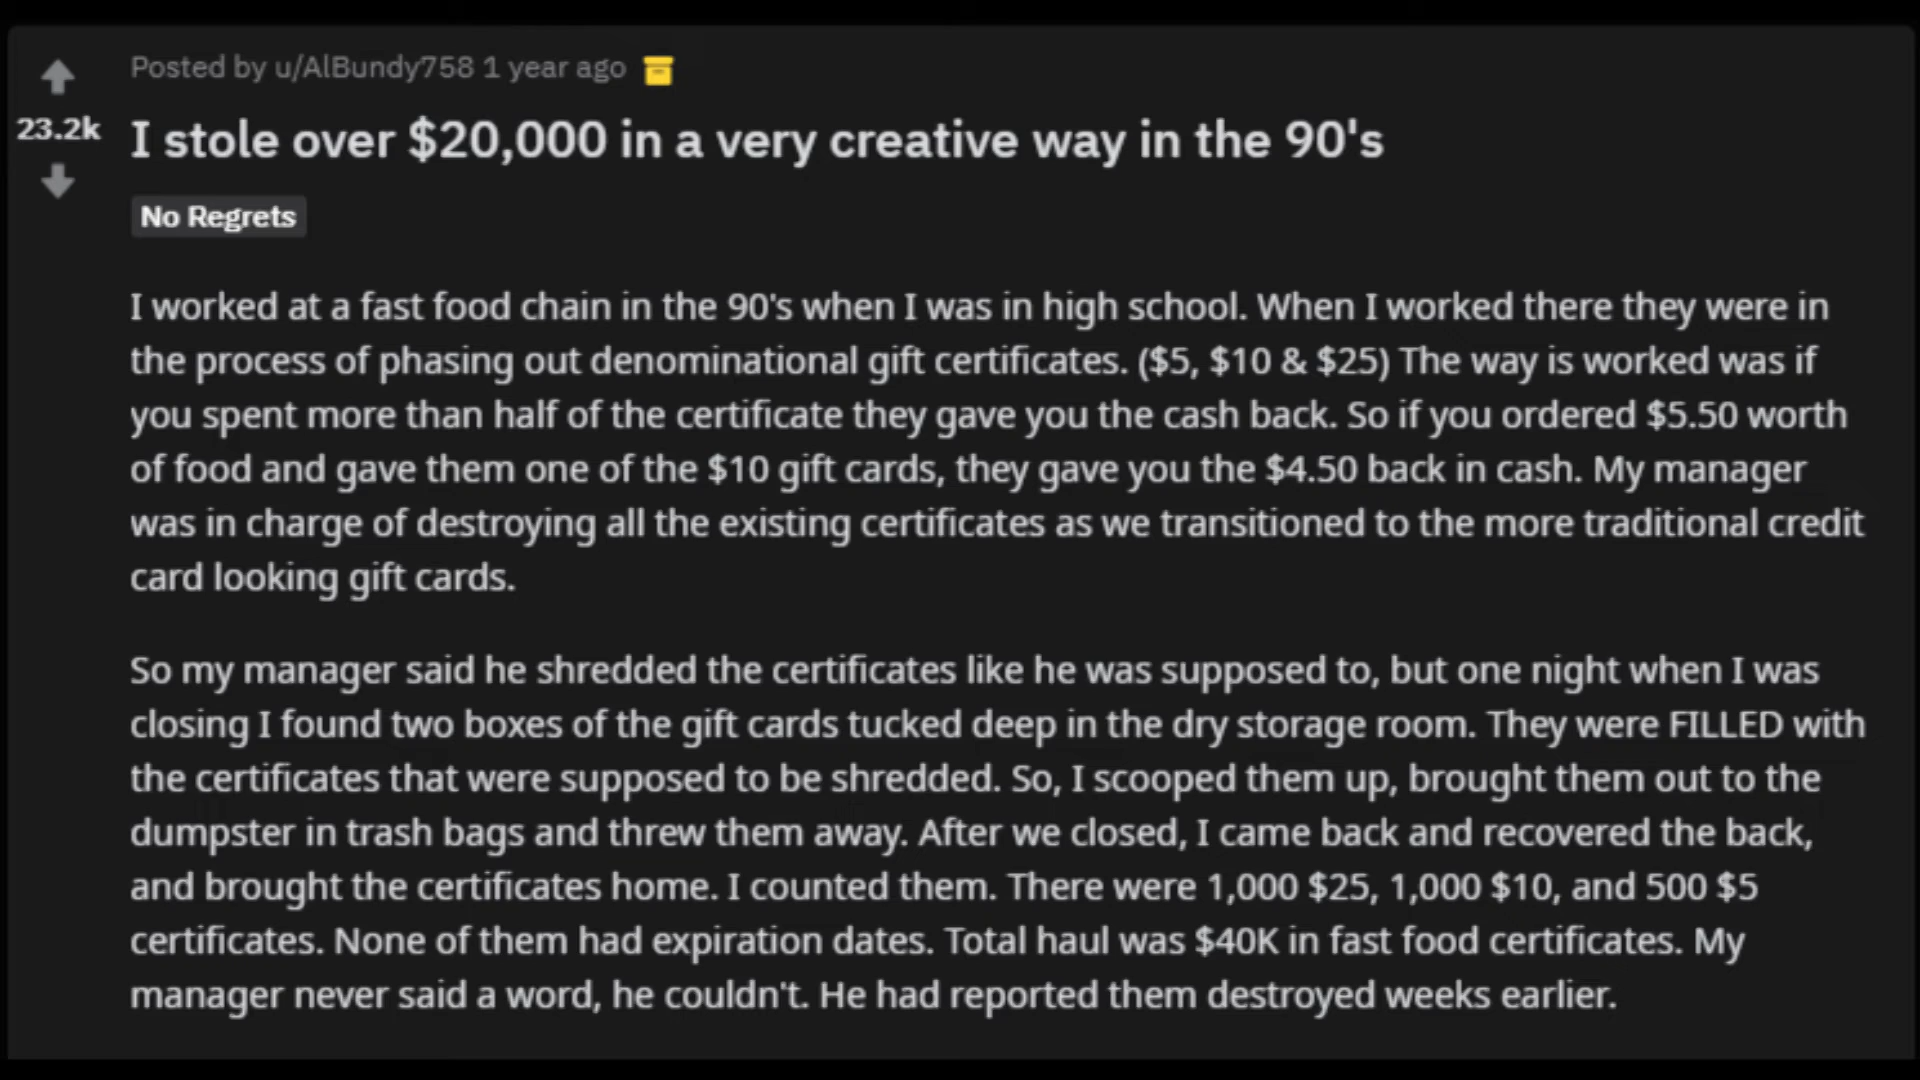 Posted by u/AlBundy758 1 year ago
23.2k
I stole over $20,000 in a very creative way in the 90's
No Regrets
I worked at a fast food chain in the 90's when I was in high school. When I worked there they were in
the process of phasing out denominational gift certificates. ($5, $10 & $25) The way is worked was if
you spent more than half of the certificate they gave you the cash back. So if you ordered $5.50 worth
of food and gave them one of the $10 gift cards, they gave you the $4.50 back in cash. My manager
was in charge of destroying all the existing certificates as we transitioned to the more traditional credit
card looking gift cards.
So my manager said he shredded the certificates like he was supposed to, but one night when I was
closing I found two boxes of the gift cards tucked deep in the dry storage room. They were FILLED with
the certificates that were supposed to be shredded. So, I scooped them up, brought them out to the
dumpster in trash bags and threw them away. After we closed, I came back and recovered the back,
and brought the certificates home. I counted them. There were 1,000 $25, 1,000 $10, and 500 $5
certificates. None of them had expiration dates. Total haul was $40K in fast food certificates. My
manager never said a word, he couldn't. He had reported them destroyed weeks earlier.